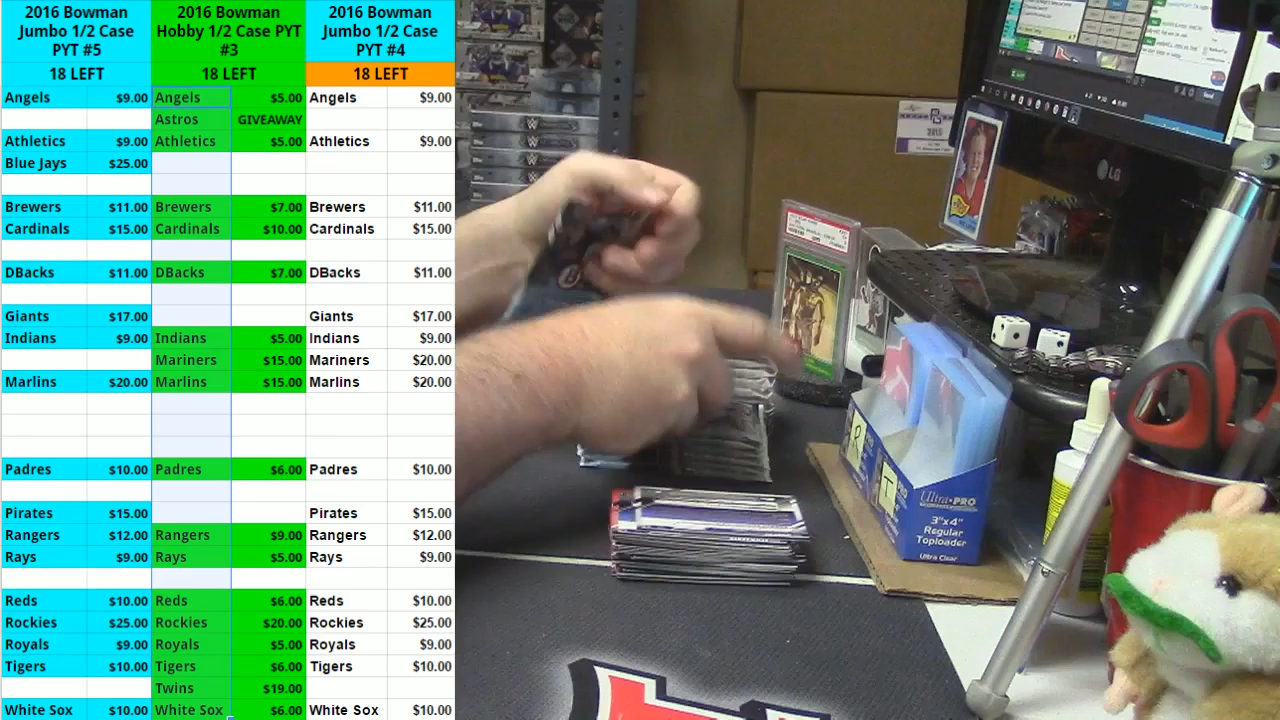 2016 Bowman Jumbo 1/2 Case PYT #5
18 LEFT
Angels $9.00
Athletics $9.00
Blue Jays $25.00
Brewers $11.00
Cardinals $15.00
DBacks $11.00
Giants $17.00
Indians $9.00
Marlins $20.00
Padres $10.00
Pirates $15.00
Rangers $12.00
Rays $9.00
Reds $10.00
Rockies $25.00
Royals $9.00
Tigers $10.00
White Sox $10.00
2016 Bowman Hobby 1/2 Case PYT #3
18 LEFT
Angels $5.00
Astros GIVEAWAY
Athletics $5.00
Brewers $7.00
Cardinals $10.00
DBacks $7.00
Indians $5.00
Mariners $15.00
Marlins $15.00
Padres $6.00
Rangers $9.00
Rays $5.00
Reds $6.00
Rockies $20.00
Royals $5.00
Tigers $6.00
Twins $19.00
White Sox $6.00
2016 Bowman Jumbo 1/2 Case PYT #4
18 LEFT
Angels $9.00
Athletics $9.00
Brewers $11.00
Cardinals $15.00
DBacks $11.00
Giants $17.00
Indians $9.00
Mariners $20.00
Marlins $20.00
Padres $10.00
Pirates $15.00
Rangers $12.00
Rays $9.00
Reds $10.00
Rockies $25.00
Royals $9.00
Tigers $10.00
White Sox $10.00
LG
R
T
Ultra·PRO
3"x4"
Regular
Toploader
Ultra Clear